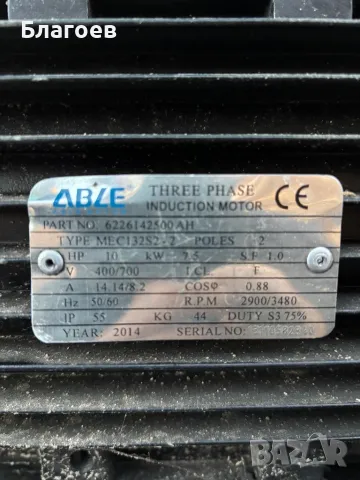 Благоев
ABLE THREE PHASE
INDUCTION MOTOR CE
PART NO. 6226142500AH
TYPE MEC132S2-2 POLES 2
HP 10 kW 7.5 S.F 1.0
V 400/700 I.CL F
A 14.14/8.2 COSφ 0.88
Hz 50/60 R.P.M 2900/3480
IP 55 KG 44 DUTY S3 75%
YEAR: 2014 SERIAL NO:
BAZAR